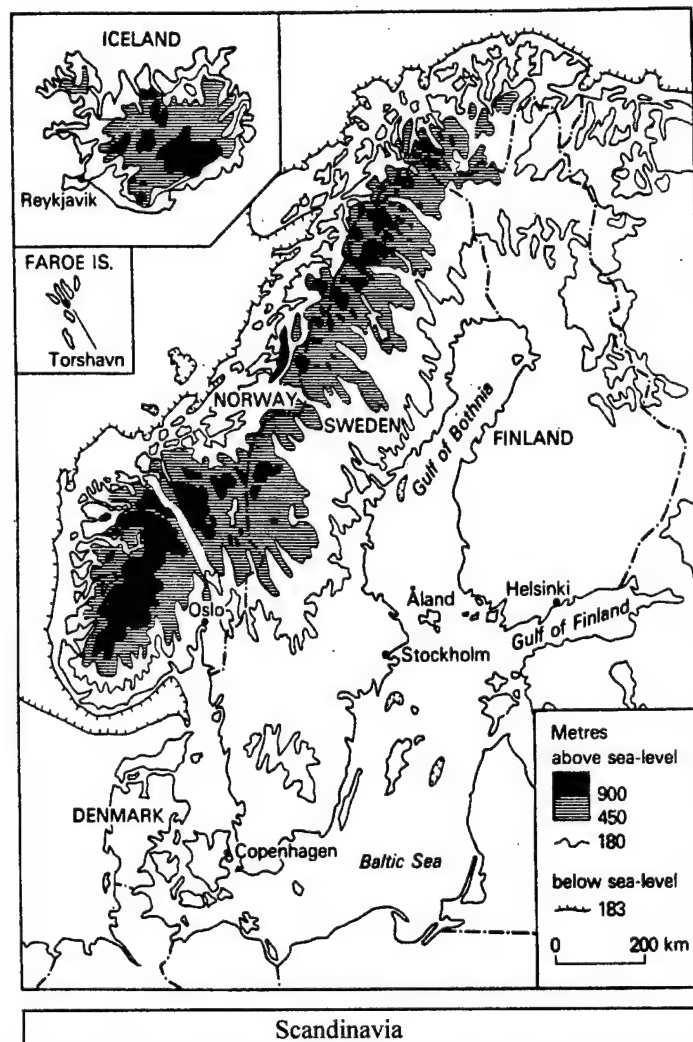 ICELAND
Reykjavik
FAROE IS.
Torshavn
NORWAY
SWEDEN
FINLAND
Gulf of Bothnia
Oslo
Åland
Helsinki
Gulf of Finland
Stockholm
DENMARK
Copenhagen
Baltic Sea
Metres
above sea-level
900
450
180
below sea-level
183
0 200 km
Scandinavia